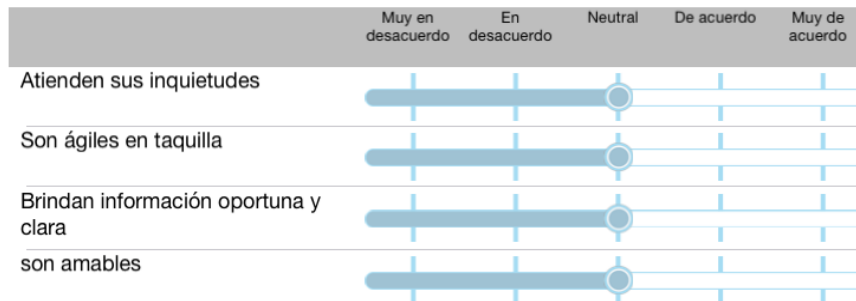 Muy en desacuerdo
En desacuerdo
Neutral
De acuerdo
Muy de acuerdo
Atienden sus inquietudes
Son ágiles en taquilla
Brindan información oportuna y
clara
son amables